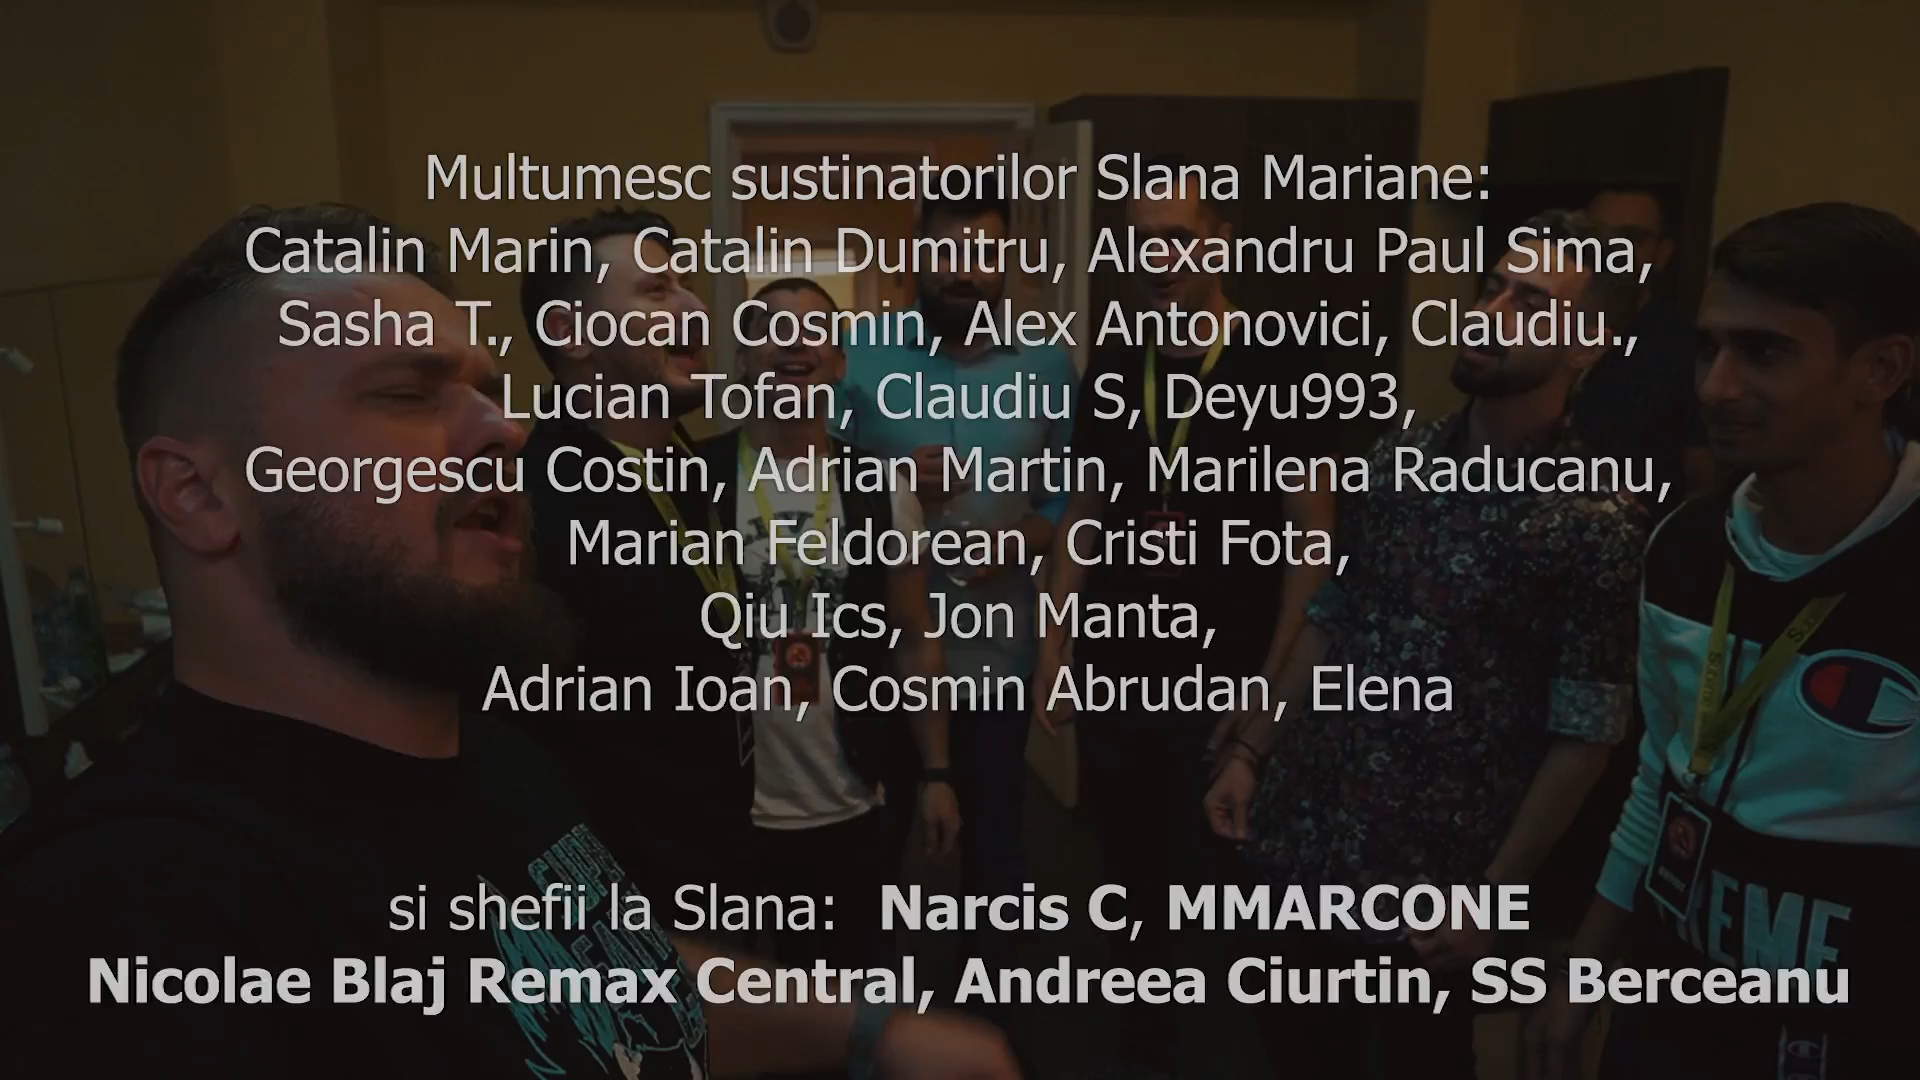 Multumesc sustinatorilor Slana Mariane:
Catalin Marin, Catalin Dumitru, Alexandru Paul Sima,
Sasha T., Ciocan Cosmin, Alex Antonovici, Claudiu.,
Lucian Tofan, Claudiu S, Deyu993,
Georgescu Costin, Adrian Martin, Marilena Raducanu,
Marian Feldorean, Cristi Fota,
Qiu Ics, Jon Manta,
Adrian Ioan, Cosmin Abrudan, Elena
si shefii la Slana: Narcis C, MMARCONE
Nicolae Blaj Remax Central, Andreea Ciurtin, SS Berceanu